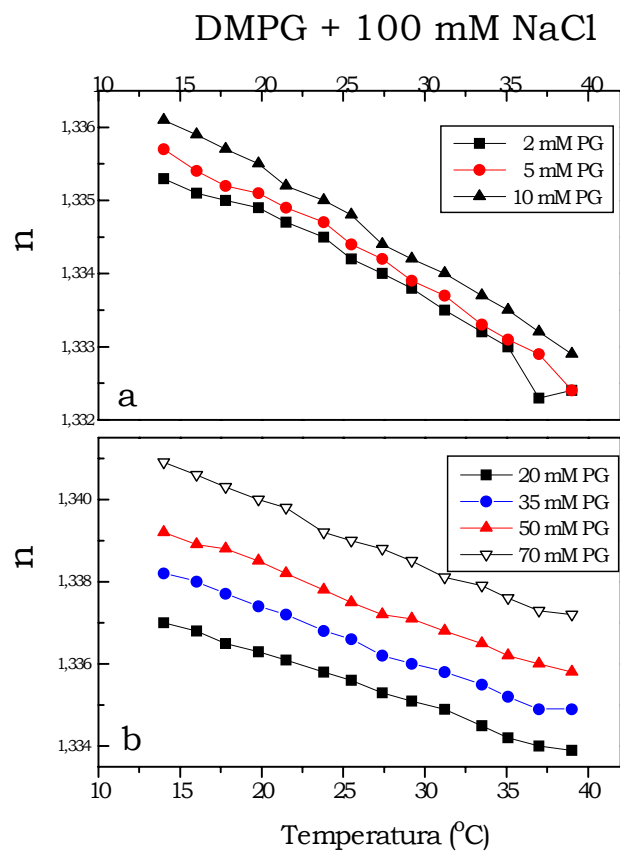 DMPG + 100 mM NaCl
10 15 20 25 30 35 40
1,336
1,335
1,334
1,333
1,332
n
2 mM PG
5 mM PG
10 mM PG
a
1,340
1,338
1,336
1,334
n
20 mM PG
35 mM PG
50 mM PG
70 mM PG
b
10 15 20 25 30 35 40
Temperatura (°C)